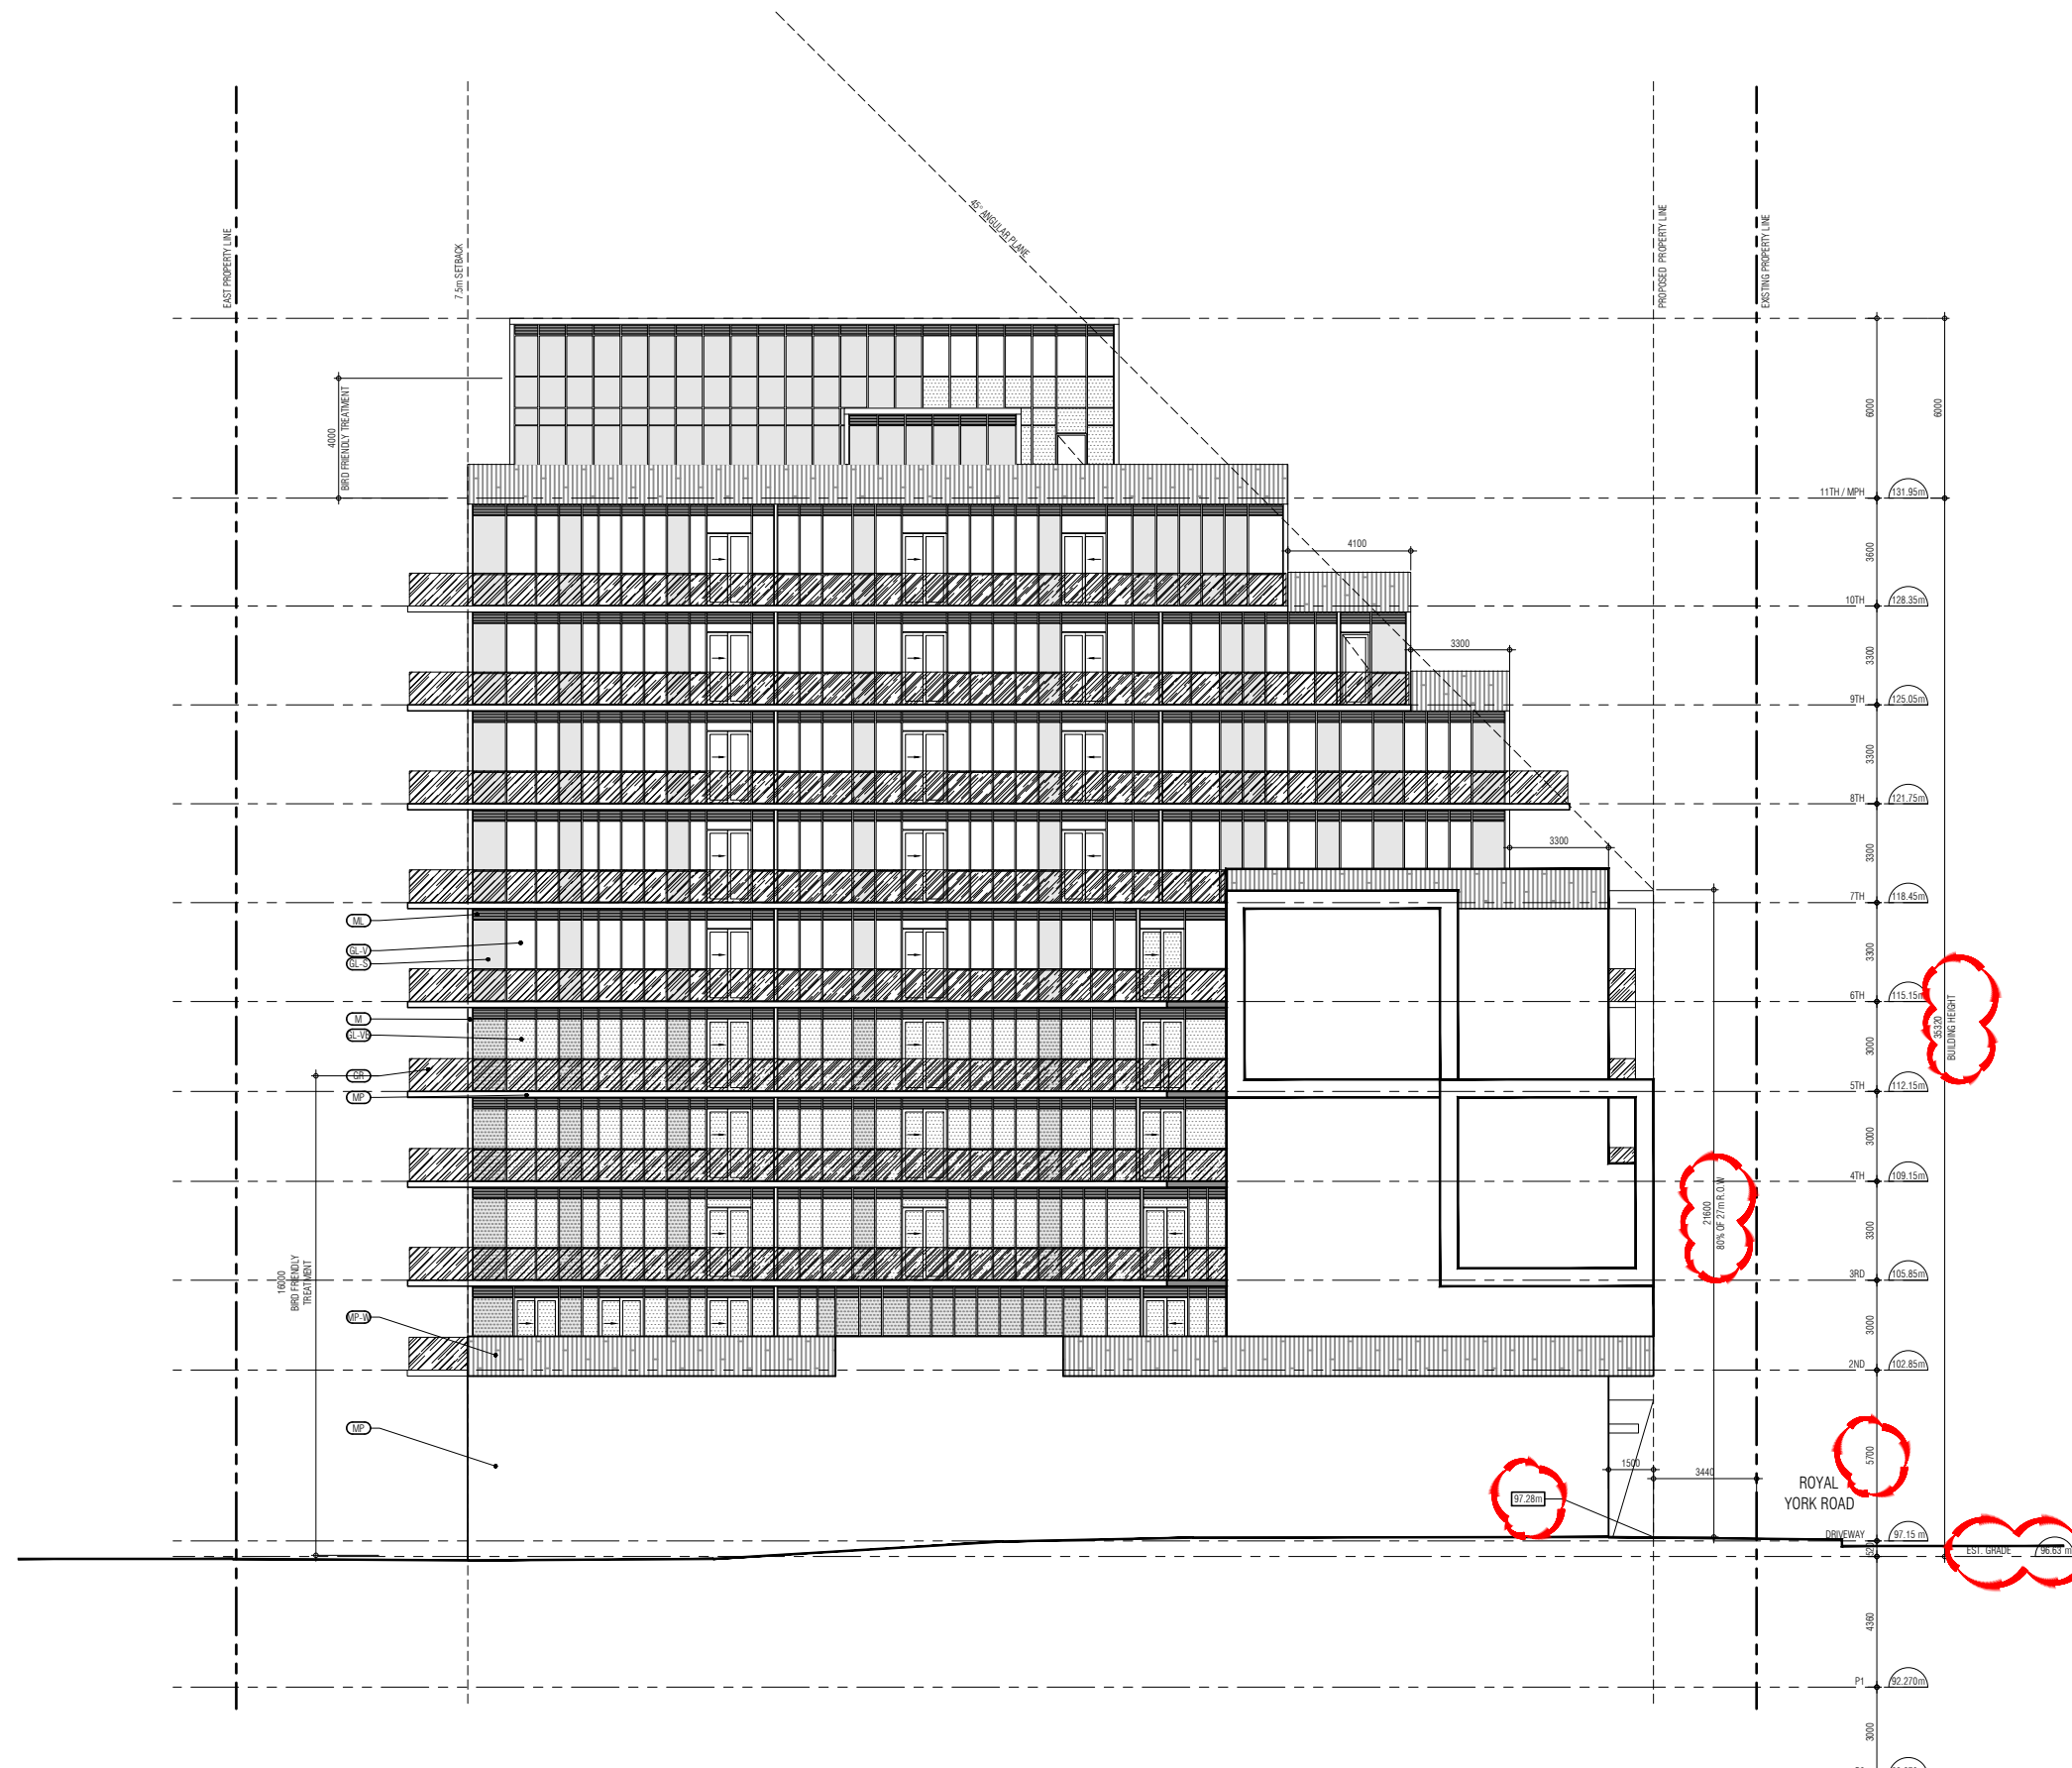 45° ANGULAR PLANE
EAST PROPERTY LINE
7.5m SETBACK
PROPOSED PROPERTY LINE
EXISTING PROPERTY LINE
4000
BIRD FRIENDLY TREATMENT
6000
6000
11TH / MPH
131.95m
3600
4100
10TH
128.35m
3300
3300
9TH
125.05m
3300
8TH
121.75m
3300
3300
7TH
118.45m
ML
GL-V
GL-S
3300
6TH
115.15m
M
GL-VB
35320
BUILDING HEIGHT
3000
GR
MP
5TH
112.15m
3000
4TH
109.15m
21600
80% OF 27m R.O.W
3300
16000
BIRD FRIENDLY
TREATMENT
3RD
105.85m
MP-W
3000
2ND
102.85m
MP
5700
1500
3440
97.28m
ROYAL
YORK ROAD
DRIVEWAY
97.15 m
520
EST. GRADE
96.63 m
4360
P1
92.270m
3000